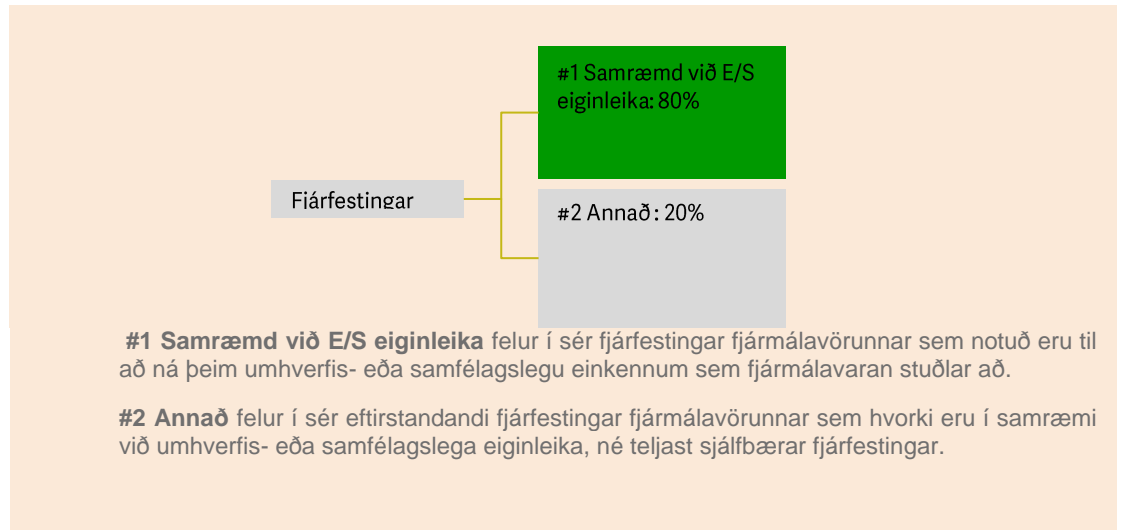 #1 Samræmd við E/S
eiginleika: 80%
Fjárfestingar
#2 Annað: 20%
#1 Samræmd við E/S eiginleika felur í sér fjárfestingar fjármálavörunnar sem notuð eru til
að ná þeim umhverfis- eða samfélagslegu einkennum sem fjármálavaran stuðlar að.
#2 Annað felur í sér eftirstandandi fjárfestingar fjármálavörunnar sem hvorki eru í samræmi
við umhverfis- eða samfélagslega eiginleika, né teljast sjálfbærar fjárfestingar.